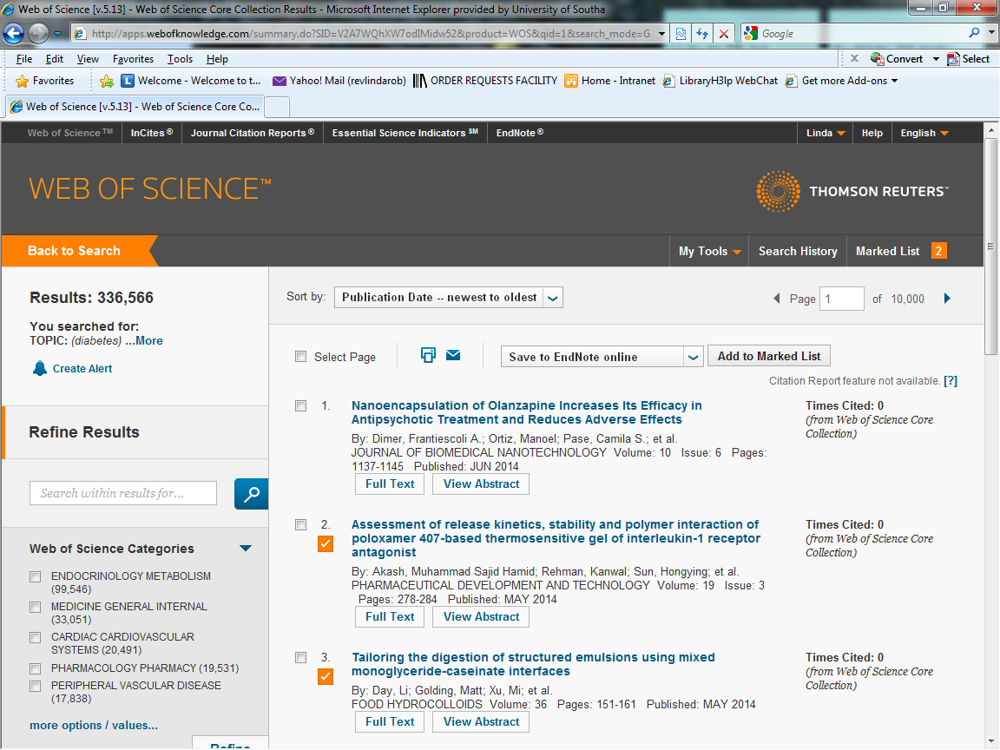 Web of Science [v.5.13] - Web of Science Core Collection Results - Microsoft Internet Explorer provided by University of Southa
http://apps.webofknowledge.com/summary.do?SID=V2A7WQhXW7odIMidw52&product=WOS&qid=1&search_mode=G
Google
File Edit View Favorites Tools Help
Convert Select
Favorites
Welcome - Welcome to t...
Yahoo! Mail (revlindarob)
ORDER REQUESTS FACILITY
Home - Intranet
LibraryH3lp WebChat
Get more Add-ons
Web of Science [v.5.13] - Web of Science Core Co...
Web of Science™ InCites® Journal Citation Reports® Essential Science Indicators℠ EndNote®
Linda Help English
WEB OF SCIENCE™
THOMSON REUTERS™
Back to Search
My Tools Search History Marked List 2
Results: 336,566
You searched for:
TOPIC: (diabetes) ...More
Create Alert
Refine Results
Search within results for...
Web of Science Categories
ENDOCRINOLOGY METABOLISM
(99,546)
MEDICINE GENERAL INTERNAL
(33,051)
CARDIAC CARDIOVASCULAR
SYSTEMS (20,491)
PHARMACOLOGY PHARMACY (19,531)
PERIPHERAL VASCULAR DISEASE
(17,838)
more options / values...
Refine
Sort by: Publication Date -- newest to oldest
Page 1 of 10,000
Select Page
Save to EndNote online
Add to Marked List
Citation Report feature not available. [?]
1. Nanoencapsulation of Olanzapine Increases Its Efficacy in
Antipsychotic Treatment and Reduces Adverse Effects
By: Dimer, Frantiescoli A.; Ortiz, Manoel; Pase, Camila S.; et al.
JOURNAL OF BIOMEDICAL NANOTECHNOLOGY Volume: 10 Issue: 6 Pages:
1137-1145 Published: JUN 2014
Full Text View Abstract
Times Cited: 0
(from Web of Science Core
Collection)
2. Assessment of release kinetics, stability and polymer interaction of
poloxamer 407-based thermosensitive gel of interleukin-1 receptor
antagonist
By: Akash, Muhammad Sajid Hamid; Rehman, Kanwal; Sun, Hongying; et al.
PHARMACEUTICAL DEVELOPMENT AND TECHNOLOGY Volume: 19 Issue: 3
Pages: 278-284 Published: MAY 2014
Full Text View Abstract
Times Cited: 0
(from Web of Science Core
Collection)
3. Tailoring the digestion of structured emulsions using mixed
monoglyceride-caseinate interfaces
By: Day, Li; Golding, Matt; Xu, Mi; et al.
FOOD HYDROCOLLOIDS Volume: 36 Pages: 151-161 Published: MAY 2014
Full Text View Abstract
Times Cited: 0
(from Web of Science Core
Collection)